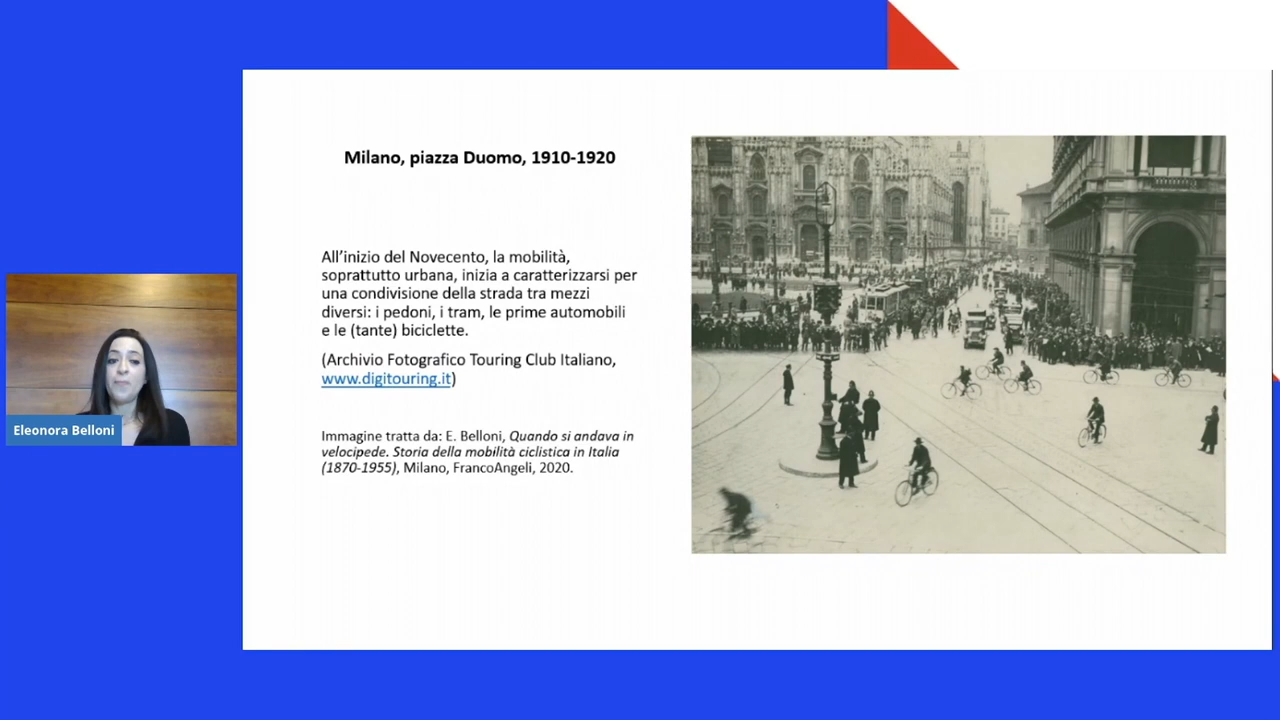 Milano, piazza Duomo, 1910-1920
All'inizio del Novecento, la mobilità,
soprattutto urbana, inizia a caratterizzarsi per
una condivisione della strada tra mezzi
diversi: i pedoni, i tram, le prime automobili
e le (tante) biciclette.
(Archivio Fotografico Touring Club Italiano,
www.digitouring.it)
Immagine tratta da: E. Belloni, Quando si andava in
velocipede. Storia della mobilità ciclistica in Italia
(1870-1955), Milano, FrancoAngeli, 2020.
Eleonora Belloni